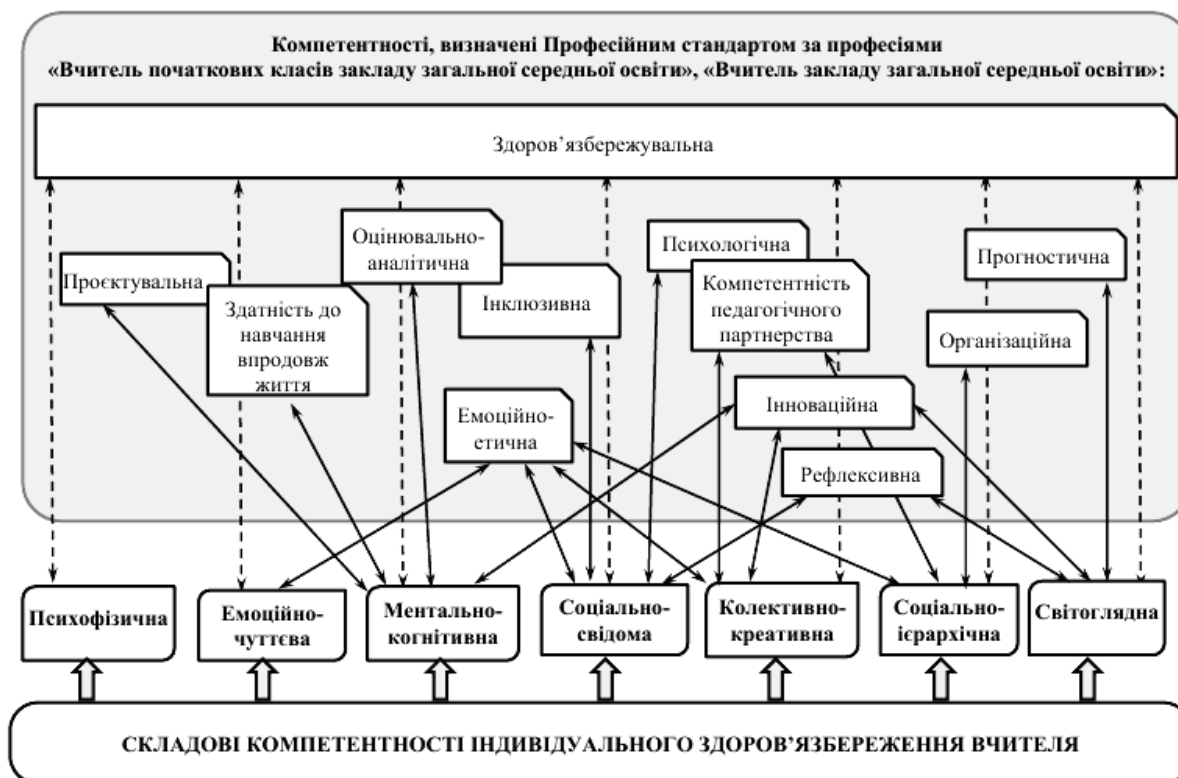 Компетентності, визначені Професійним стандартом за професіями
«Вчитель початкових класів закладу загальної середньої освіти», «Вчитель закладу загальної середньої освіти»:
Здоров’язбережувальна
Оцінювально-
аналітична
Психологічна
Прогностична
Проєктувальна
Інклюзивна
Компетентність
педагогічного
партнерства
Здатність до
навчання
впродовж
життя
Організаційна
Емоційно-
етична
Інноваційна
Рефлексивна
Психофізична
Емоційно-
чуттєва
Ментально-
когнітивна
Соціально-
свідома
Колективно-
креативна
Соціально-
ієрархічна
Світоглядна
СКЛАДОВІ КОМПЕТЕНТНОСТІ ІНДИВІДУАЛЬНОГО ЗДОРОВ’ЯЗБЕРЕЖЕННЯ ВЧИТЕЛЯ